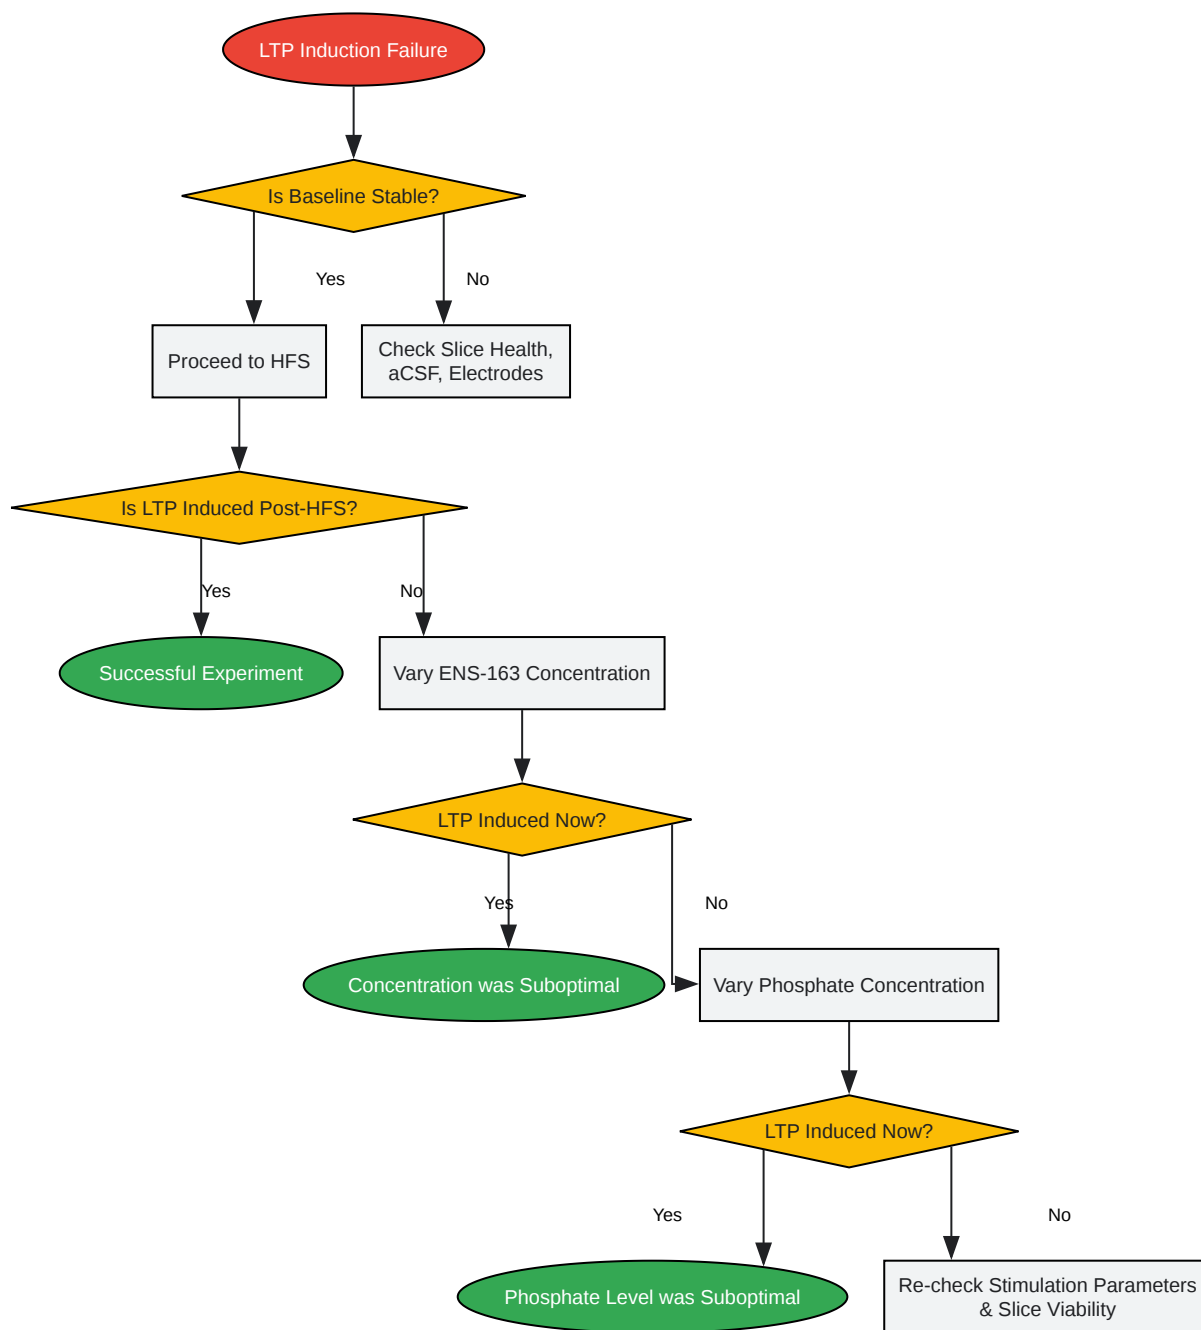 LTP Induction Failure
Is Baseline Stable?
Yes
No
Proceed to HFS
Check Slice Health,
aCSF, Electrodes
Is LTP Induced Post-HFS?
Yes
No
Successful Experiment
Vary ENS-163 Concentration
LTP Induced Now?
Yes
No
Concentration was Suboptimal
Vary Phosphate Concentration
LTP Induced Now?
Yes
No
Phosphate Level was Suboptimal
Re-check Stimulation Parameters
& Slice Viability